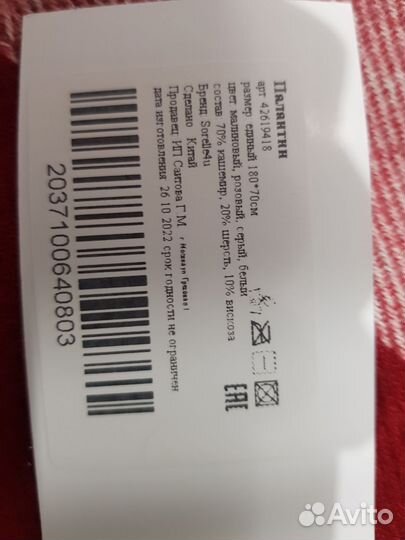 Палантин
арт 42619418
размер единый 180*70см
цвет малиновый, розовый, серый, белый
состав 70% кашемир, 20% шерсть, 10% вискоза
Бренд Sorelle4u
Сделано Китай
Продавец ИП Саитова Г.М.
дата изготовления 26 10 2022 срок годности не ограничен
2037100640803
EAC
Avito